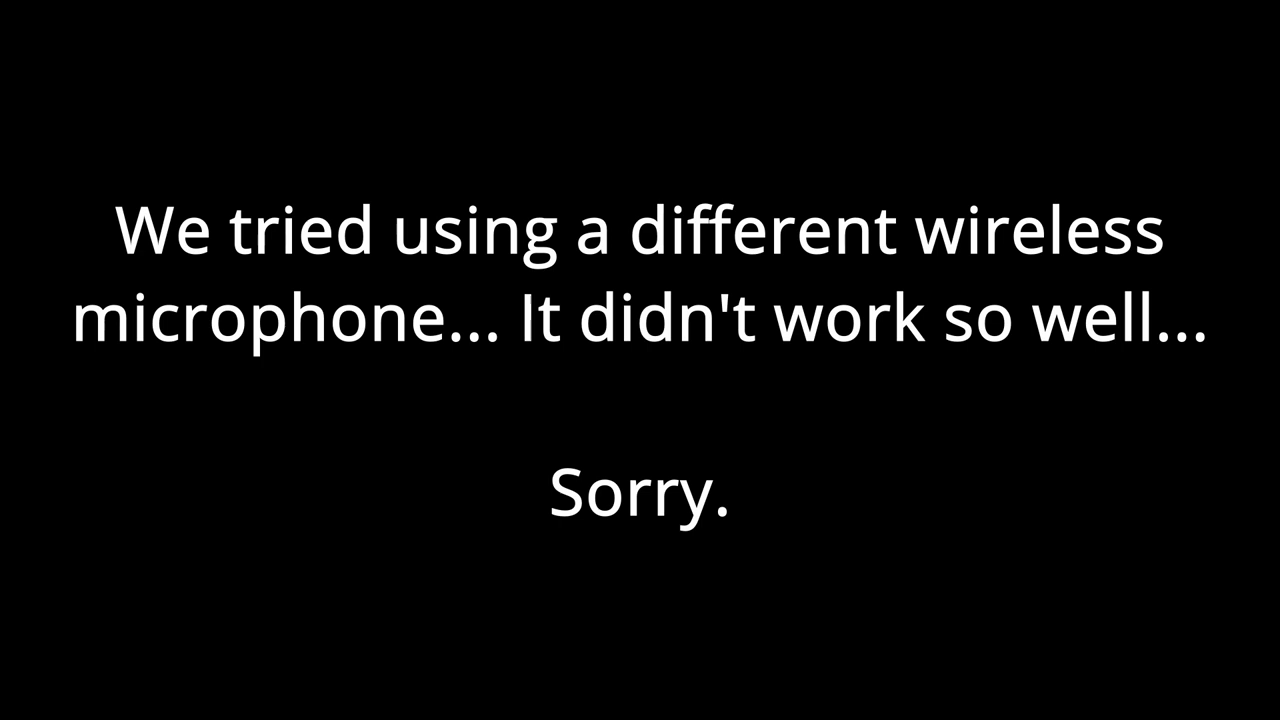 We tried using a different wireless
microphone... It didn't work so well...
Sorry.